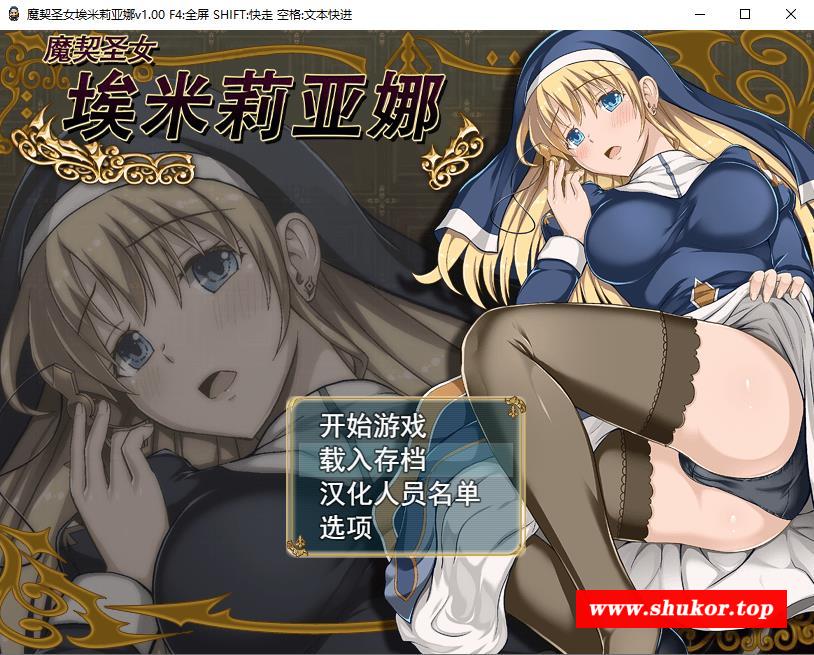 魔契圣女埃米莉亚娜v1.00 F4:全屏 SHIFT:快走 空格:文本快进
魔契圣女
埃米莉亚娜
开始游戏
载入存档
汉化人员名单
选项
www.shukor.top